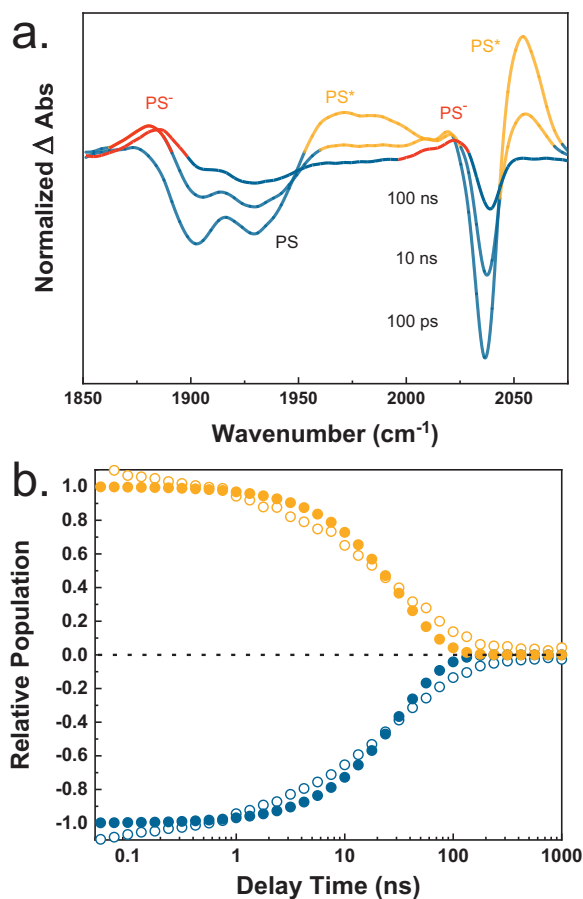 a.
PS*
PS⁻
PS*
PS⁻
PS
100 ns
10 ns
100 ps
Normalized Δ Abs
1850 1900 1950 2000 2050
Wavenumber (cm⁻¹)
b.
1.0
0.8
0.6
0.4
0.2
0.0
-0.2
-0.4
-0.6
-0.8
-1.0
Relative Population
0.1 1 10 100 1000
Delay Time (ns)